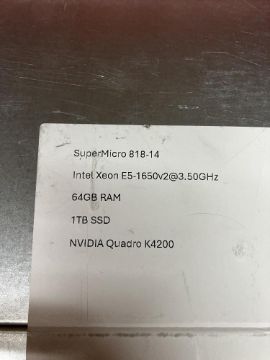 SuperMicro 818-14
Intel Xeon E5-1650v2@3.50GHz
64GB RAM
1TB SSD
NVIDIA Quadro K4200